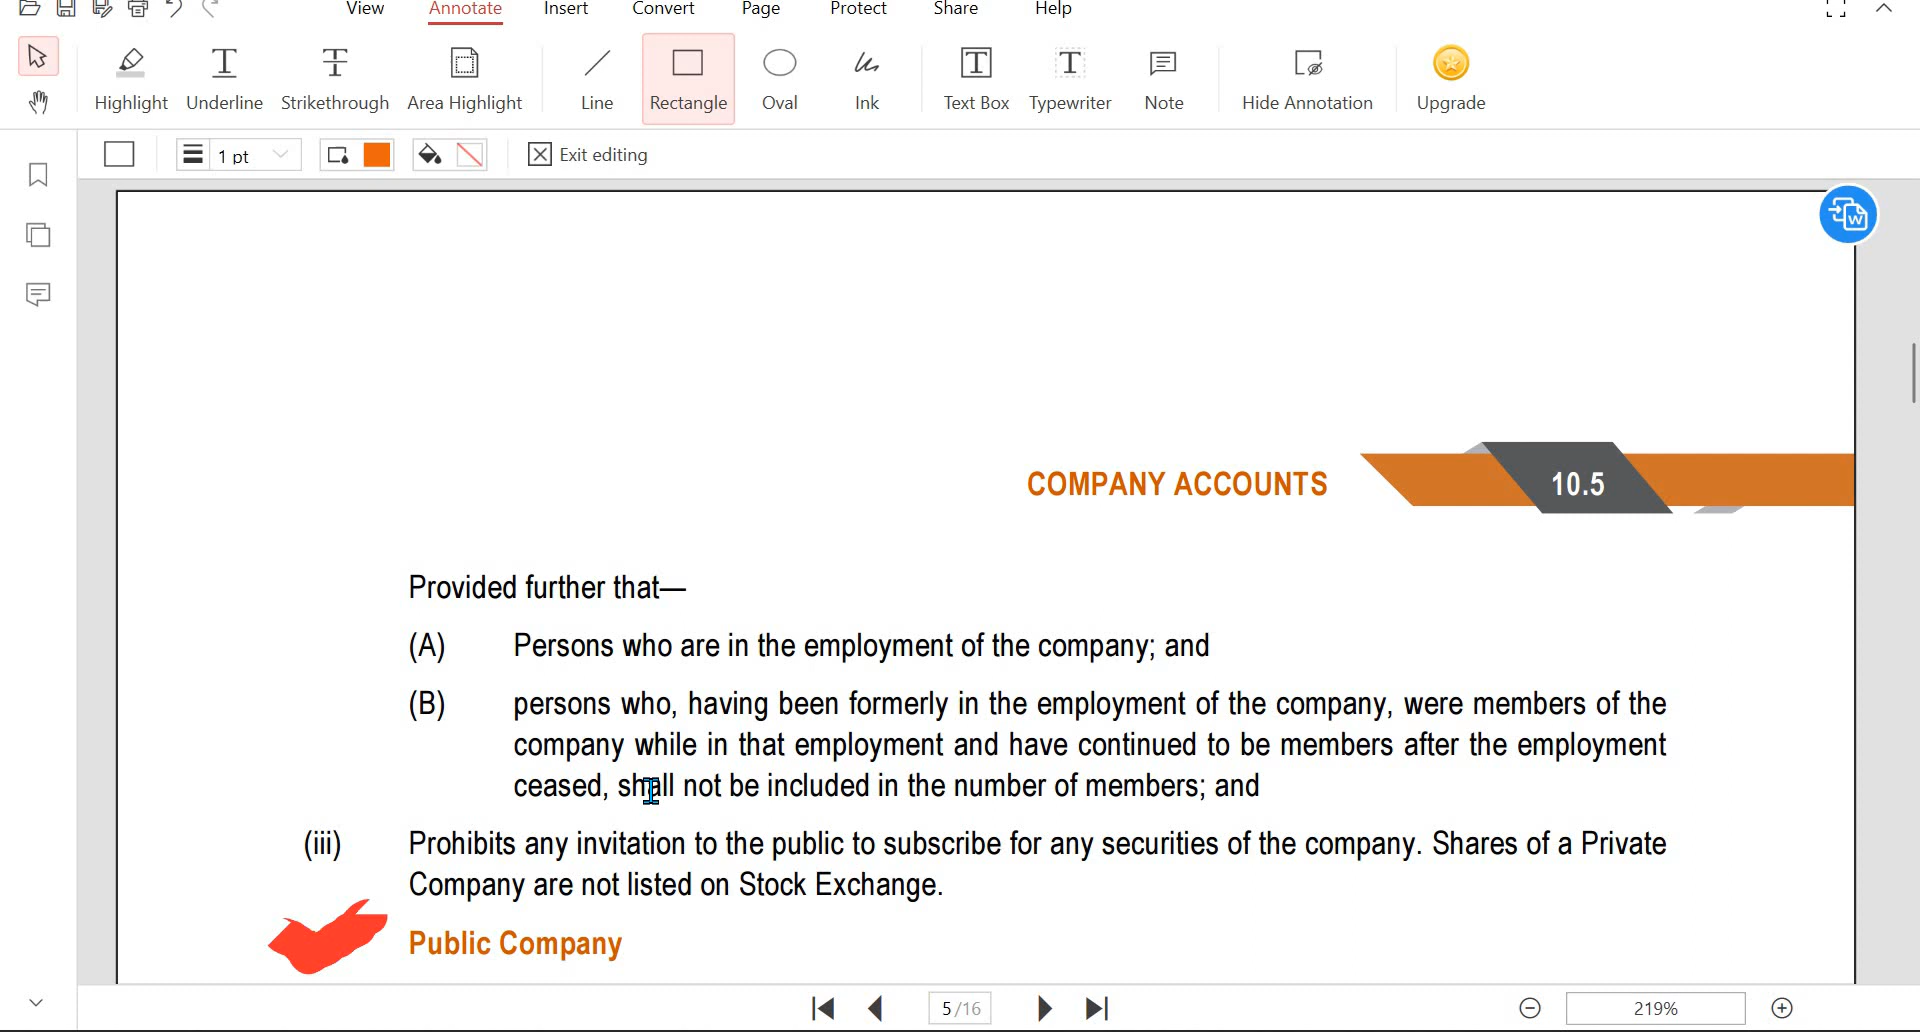 View Annotate Insert Convert Page Protect Share Help
Highlight Underline Strikethrough Area Highlight Line Rectangle Oval Ink Text Box Typewriter Note Hide Annotation Upgrade
1 pt Exit editing
COMPANY ACCOUNTS 10.5
Provided further that—
(A) Persons who are in the employment of the company; and
(B) persons who, having been formerly in the employment of the company, were members of the
company while in that employment and have continued to be members after the employment
ceased, shall not be included in the number of members; and
(iii) Prohibits any invitation to the public to subscribe for any securities of the company. Shares of a Private
Company are not listed on Stock Exchange.
Public Company
5 /16 219%